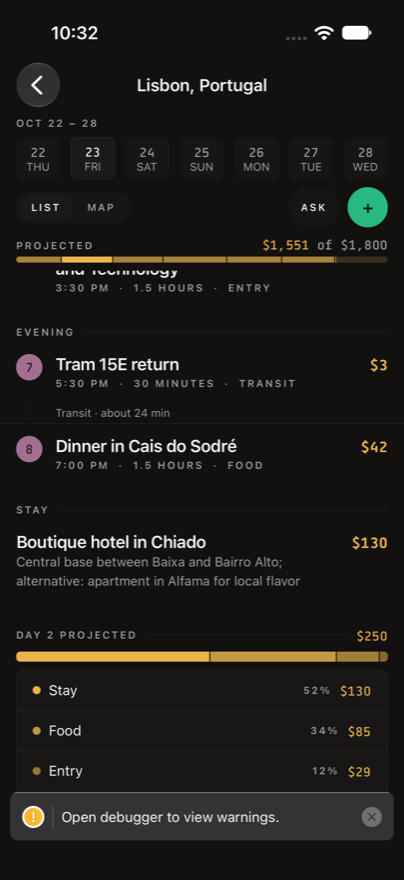 10:32
Lisbon, Portugal
OCT 22 – 28
22 23 24 25 26 27 28
THU FRI SAT SUN MON TUE WED
LIST MAP ASK +
PROJECTED $1,551 of $1,800
and Technology
3:30 PM · 1.5 HOURS · ENTRY
EVENING
7 Tram 15E return $3
5:30 PM · 30 MINUTES · TRANSIT
Transit · about 24 min
8 Dinner in Cais do Sodré $42
7:00 PM · 1.5 HOURS · FOOD
STAY
Boutique hotel in Chiado $130
Central base between Baixa and Bairro Alto;
alternative: apartment in Alfama for local flavor
DAY 2 PROJECTED $250
Stay 52% $130
Food 34% $85
Entry 12% $29
! Open debugger to view warnings.